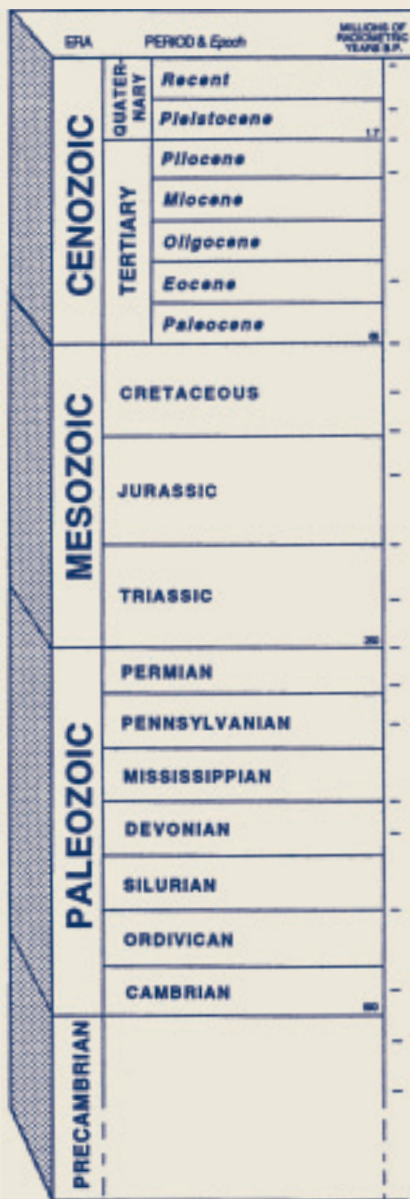 ERA
PERIOD & Epoch
MILLIONS OF
RADIOMETRIC
YEARS B.P.
CENOZOIC
QUATER-
NARY
Recent
Pleistocene
1.7
TERTIARY
Pliocene
Miocene
Oligocene
Eocene
Paleocene
MESOZOIC
CRETACEOUS
JURASSIC
TRIASSIC
PALEOZOIC
PERMIAN
PENNSYLVANIAN
MISSISSIPPIAN
DEVONIAN
SILURIAN
ORDIVICAN
CAMBRIAN
PRECAMBRIAN